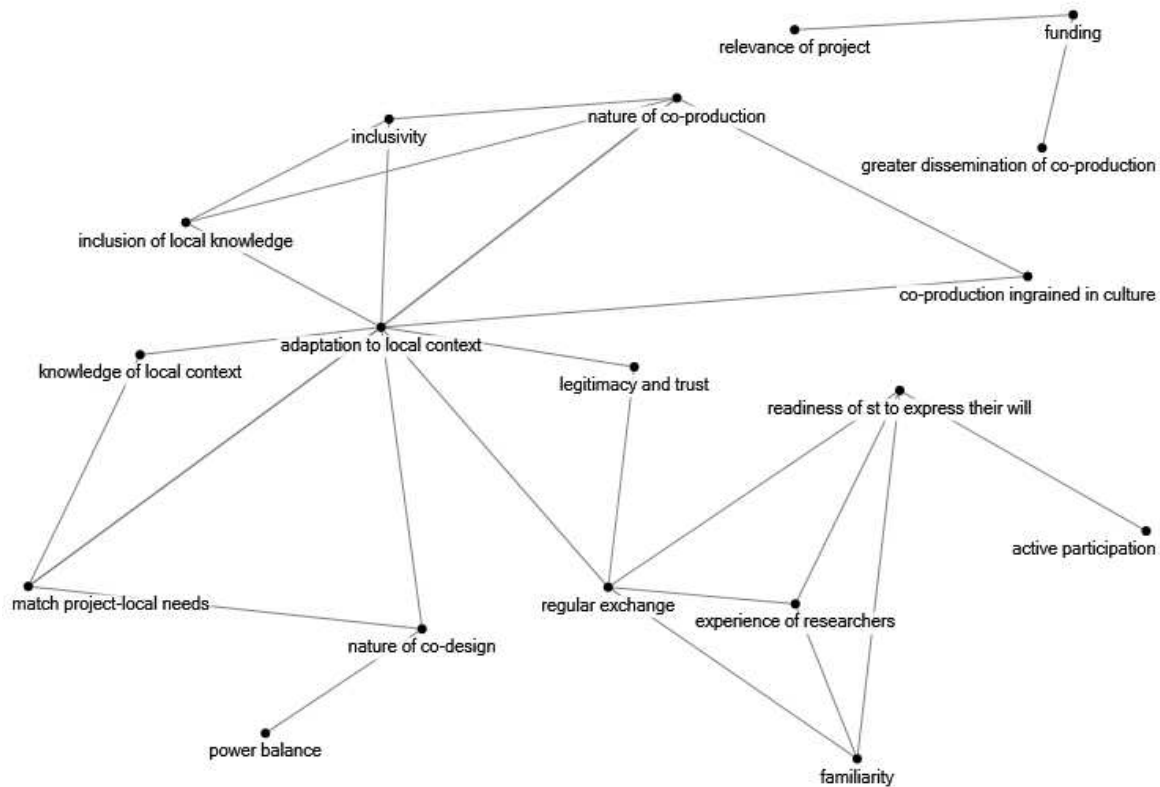 funding
relevance of project
nature of co-production
inclusivity
greater dissemination of co-production
inclusion of local knowledge
co-production ingrained in culture
adaptation to local context
knowledge of local context
legitimacy and trust
readiness of st to express their will
active participation
match project-local needs
regular exchange
experience of researchers
nature of co-design
power balance
familiarity